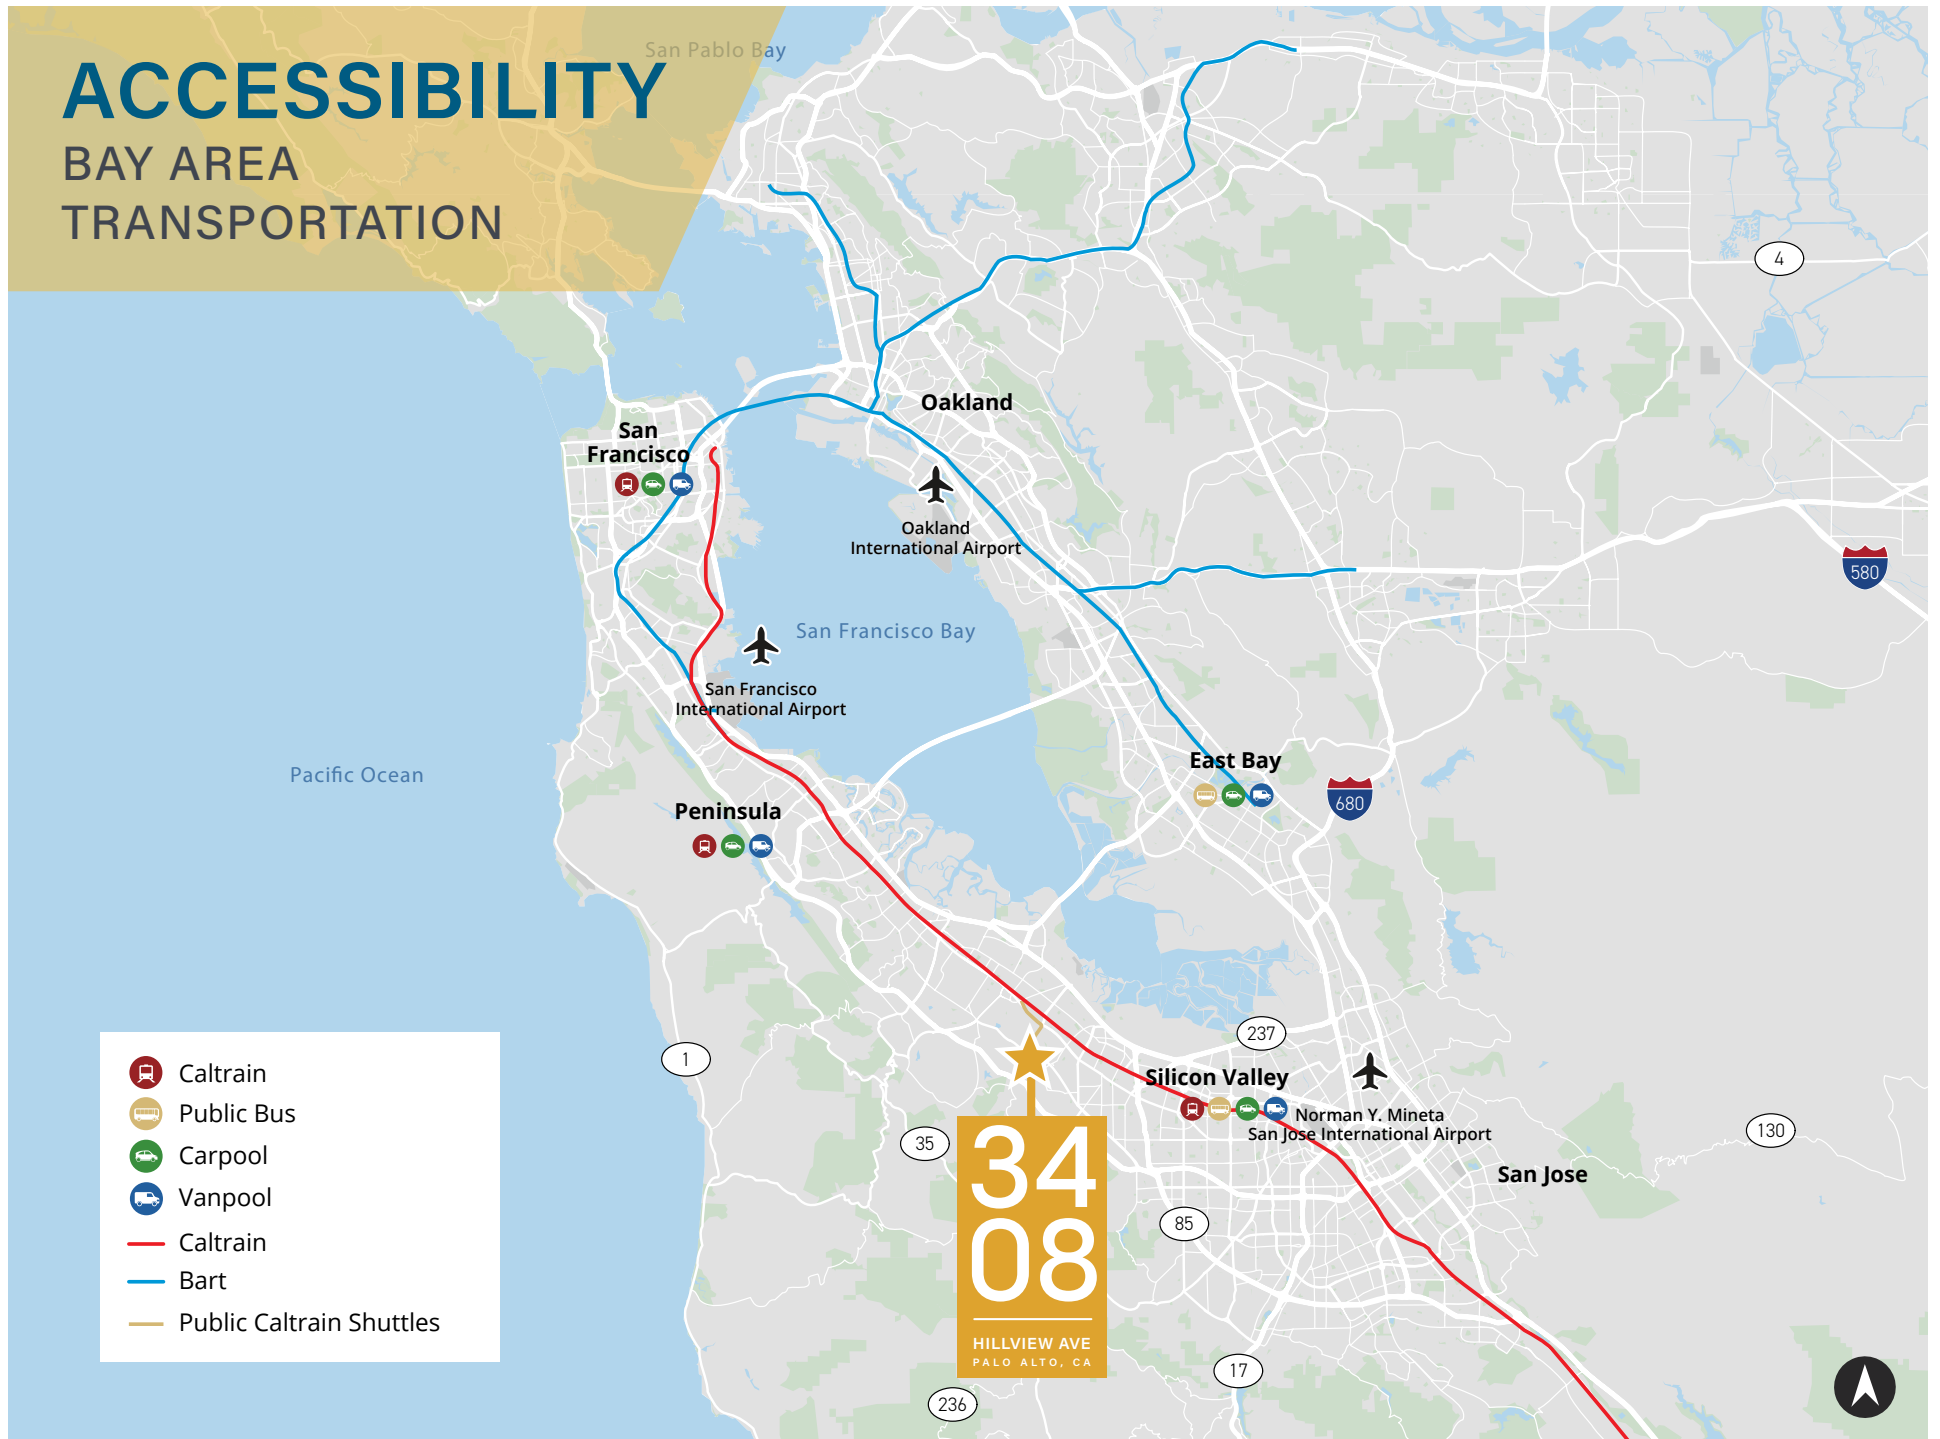 ACCESSIBILITY
BAY AREA
TRANSPORTATION
San Pablo Bay
4
Oakland
San
Francisco
Oakland
International Airport
580
San Francisco Bay
San Francisco
International Airport
East Bay
Pacific Ocean
680
Peninsula
237
1
Silicon Valley
Norman Y. Mineta
San Jose International Airport
130
35
San Jose
85
17
236
34
08
HILLVIEW AVE
PALO ALTO, CA
Caltrain
Public Bus
Carpool
Vanpool
Caltrain
Bart
Public Caltrain Shuttles